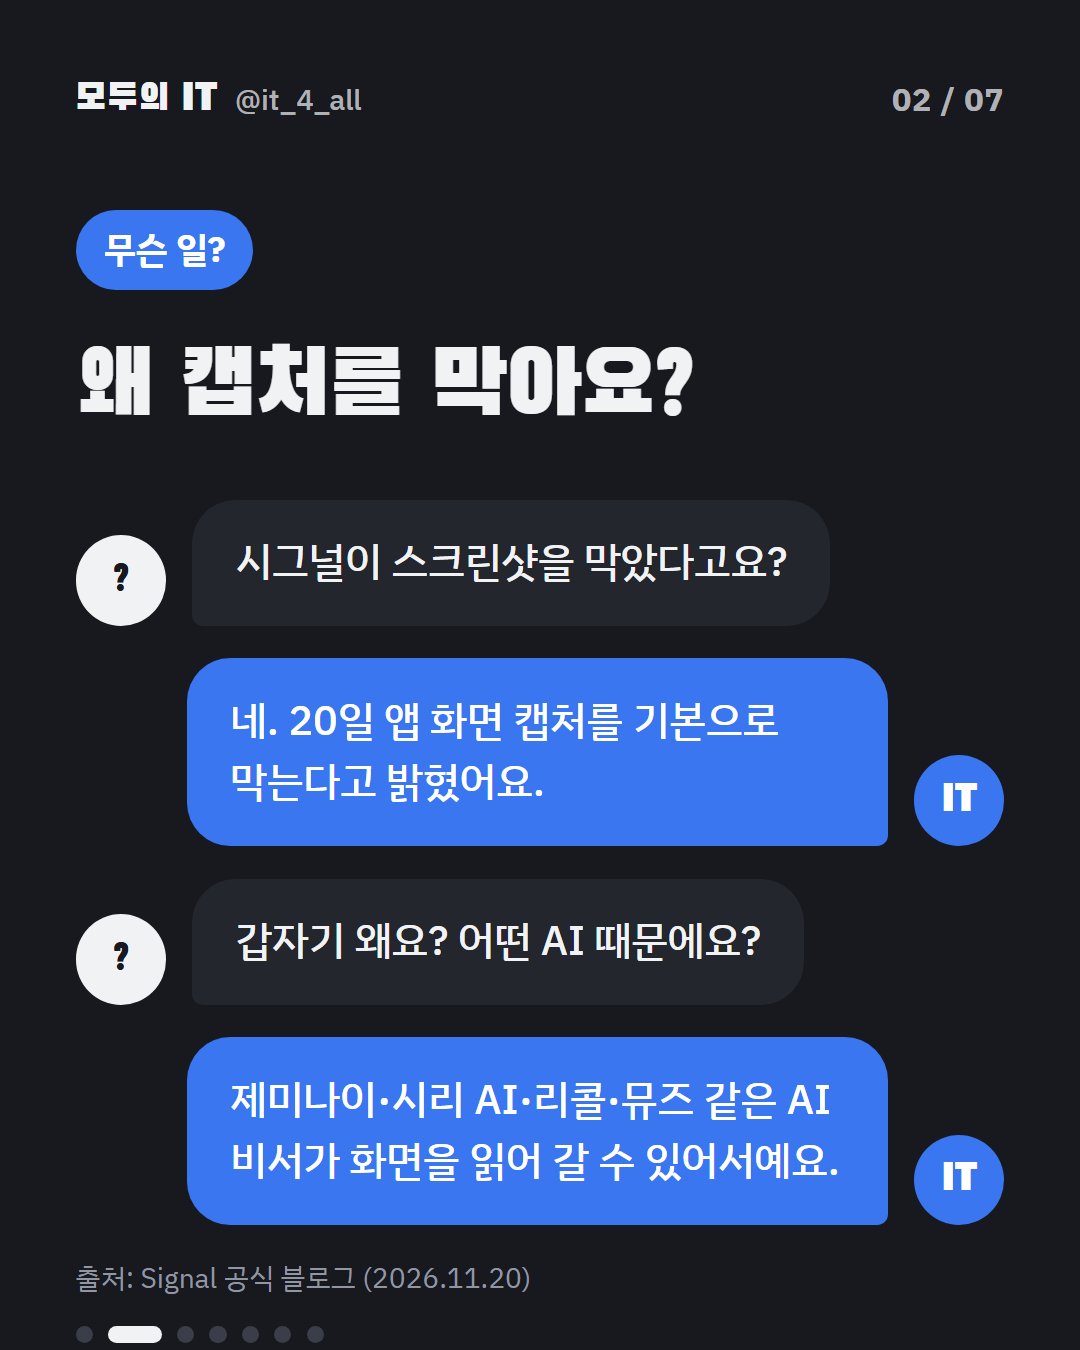 모두의 IT @it_4_all
02 / 07
무슨 일?
왜 캡처를 막아요?
?
시그널이 스크린샷을 막았다고요?
네. 20일 앱 화면 캡처를 기본으로
막는다고 밝혔어요.
IT
?
갑자기 왜요? 어떤 AI 때문에요?
제미나이·시리 AI·리콜·뮤즈 같은 AI
비서가 화면을 읽어 갈 수 있어서예요.
IT
출처: Signal 공식 블로그 (2026.11.20)